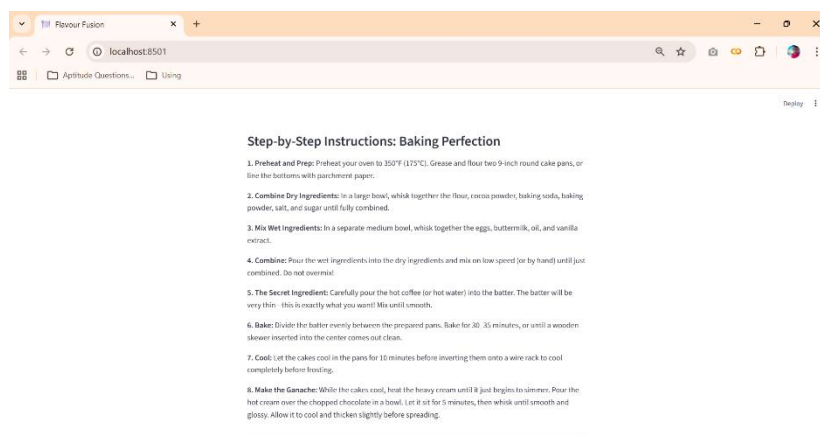 Flavour Fusion
localhost:8501
Aptitude Questions...
Using
Deploy
Step-by-Step Instructions: Baking Perfection
1. Preheat and Prep: Preheat your oven to 350°F (175°C). Grease and flour two 9-inch round cake pans, or
line the bottoms with parchment paper.
2. Combine Dry Ingredients: In a large bowl, whisk together the flour, cocoa powder, baking soda, baking
powder, salt, and sugar until fully combined.
3. Mix Wet Ingredients: In a separate medium bowl, whisk together the eggs, buttermilk, oil, and vanilla
extract.
4. Combine: Pour the wet ingredients into the dry ingredients and mix on low speed (or by hand) until just
combined. Do not overmix!
5. The Secret Ingredient: Carefully pour the hot coffee (or hot water) into the batter. The batter will be
very thin—this is exactly what you want! Mix until smooth.
6. Bake: Divide the batter evenly between the prepared pans. Bake for 30–35 minutes, or until a wooden
skewer inserted into the center comes out clean.
7. Cool: Let the cakes cool in the pans for 10 minutes before inverting them onto a wire rack to cool
completely before frosting.
8. Make the Ganache: While the cakes cool, heat the heavy cream until it just begins to simmer. Pour the
hot cream over the chopped chocolate in a bowl. Let it sit for 5 minutes, then whisk until smooth and
glossy. Allow it to cool and thicken slightly before spreading.